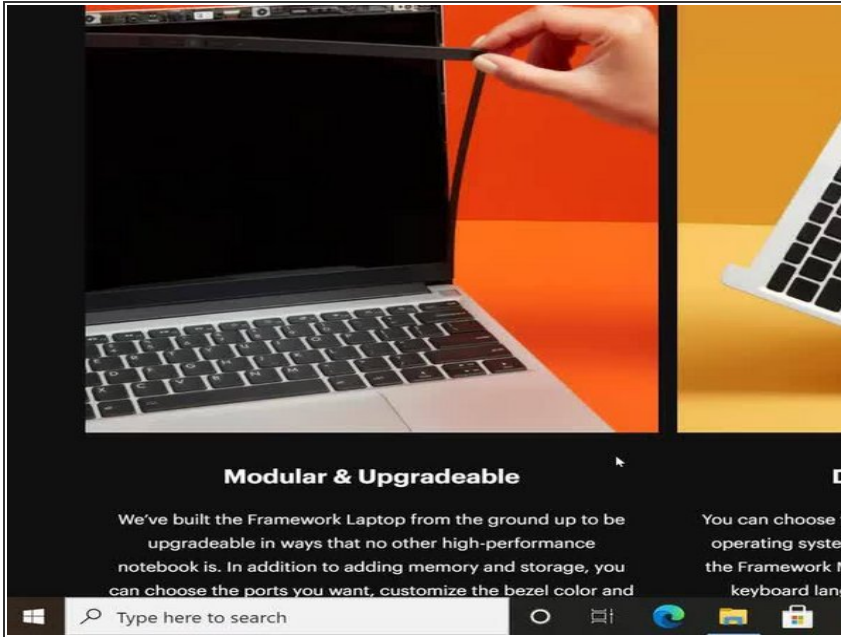 Modular & Upgradeable
We've built the Framework Laptop from the ground up to be
upgradeable in ways that no other high-performance
notebook is. In addition to adding memory and storage, you
can choose the ports you want, customize the bezel color and
D
You can choose
operating syste
the Framework M
keyboard lang
Type here to search